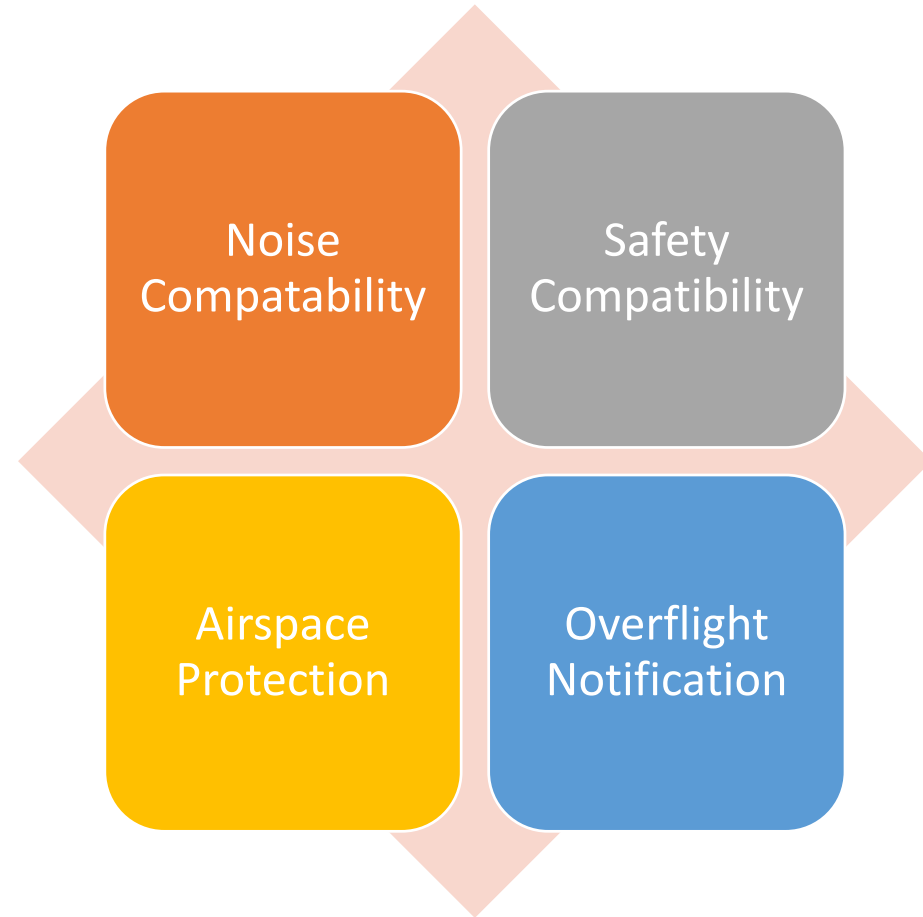 Noise
Compatability
Safety
Compatibility
Airspace
Protection
Overflight
Notification